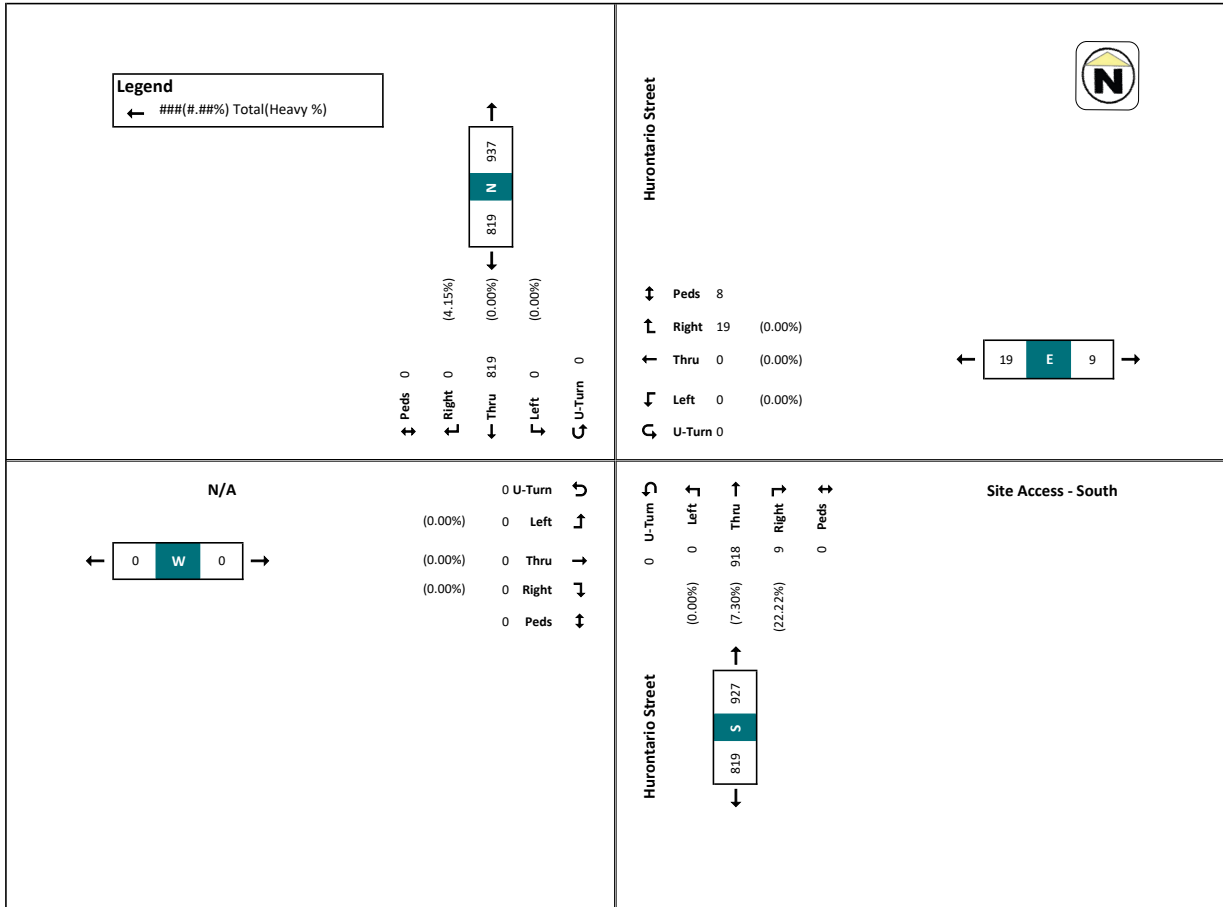 Legend
← ###(#.##%) Total(Heavy %)
937
N
819
(4.15%)
(0.00%)
(0.00%)
Peds 0
Right 0
Thru 819
Left 0
U-Turn 0
Hurontario Street
N
Peds 8
Right 19 (0.00%)
Thru 0 (0.00%)
Left 0 (0.00%)
U-Turn 0
19 E 9
N/A
0 W 0
0 U-Turn
(0.00%) 0 Left
(0.00%) 0 Thru
(0.00%) 0 Right
0 Peds
0 U-Turn
(0.00%) 0 Left
(7.30%) 918 Thru
(22.22%) 9 Right
0 Peds
Site Access - South
Hurontario Street
927
S
819